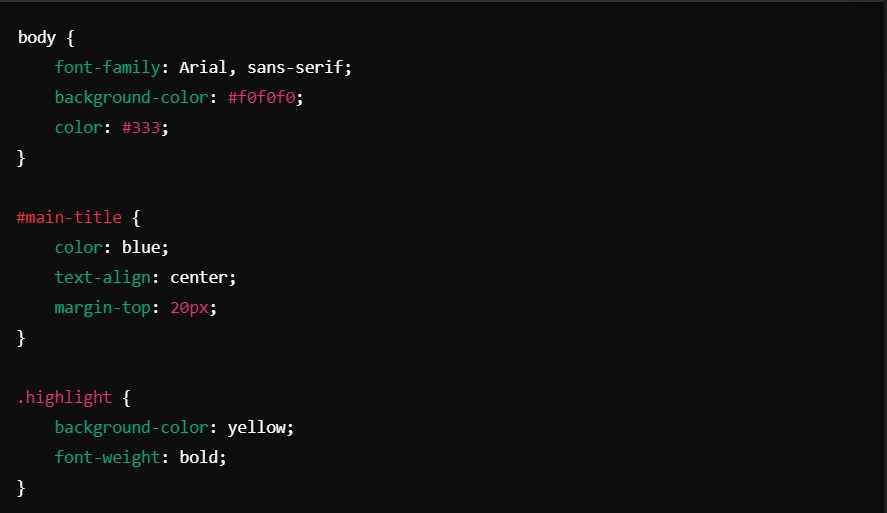 body {
    font-family: Arial, sans-serif;
    background-color: #f0f0f0;
    color: #333;
}

#main-title {
    color: blue;
    text-align: center;
    margin-top: 20px;
}

.highlight {
    background-color: yellow;
    font-weight: bold;
}